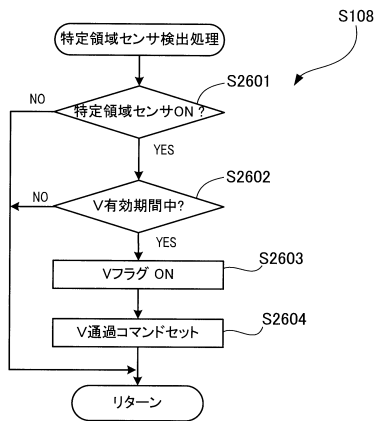 S108
特定領域センサ検出処理
S2601
特定領域センサON?
NO
YES
S2602
V有効期間中?
NO
YES
S2603
VフラグON
S2604
V通過コマンドセット
リターン